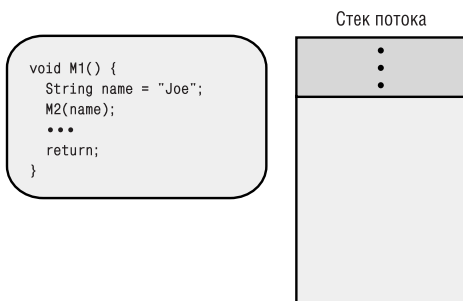 Стек потока
void M1() {
String name = "Joe";
M2(name);
•••
return;
}